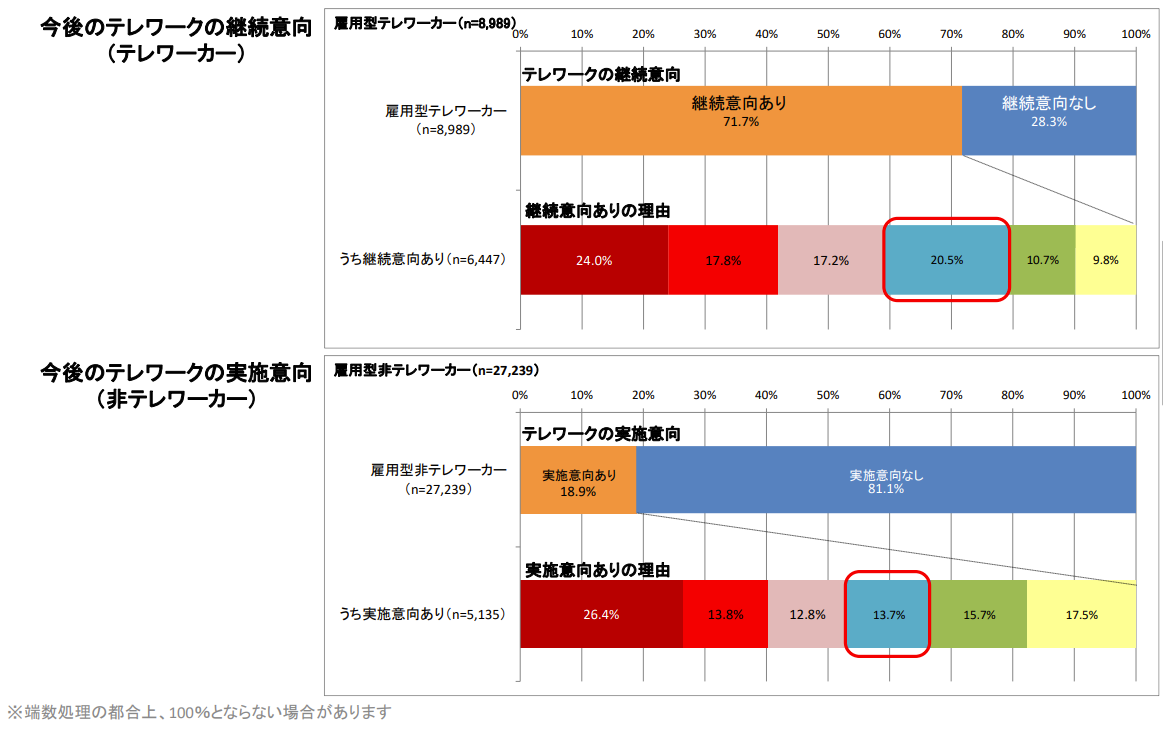 今後のテレワークの継続意向
（テレワーカー）
雇用型テレワーカー（n=8,989）
0% 10% 20% 30% 40% 50% 60% 70% 80% 90% 100%
テレワークの継続意向
雇用型テレワーカー
（n=8,989）
継続意向あり
71.7%
継続意向なし
28.3%
継続意向ありの理由
うち継続意向あり（n=6,447）
24.0% 17.8% 17.2% 20.5% 10.7% 9.8%
0% 10% 20% 30% 40% 50% 60% 70% 80% 90% 100%
今後のテレワークの実施意向
（非テレワーカー）
雇用型非テレワーカー（n=27,239）
0% 10% 20% 30% 40% 50% 60% 70% 80% 90% 100%
テレワークの実施意向
雇用型非テレワーカー
（n=27,239）
実施意向あり
18.9%
実施意向なし
81.1%
実施意向ありの理由
うち実施意向あり（n=5,135）
26.4% 13.8% 12.8% 13.7% 15.7% 17.5%
※端数処理の都合上、100％とならない場合があります